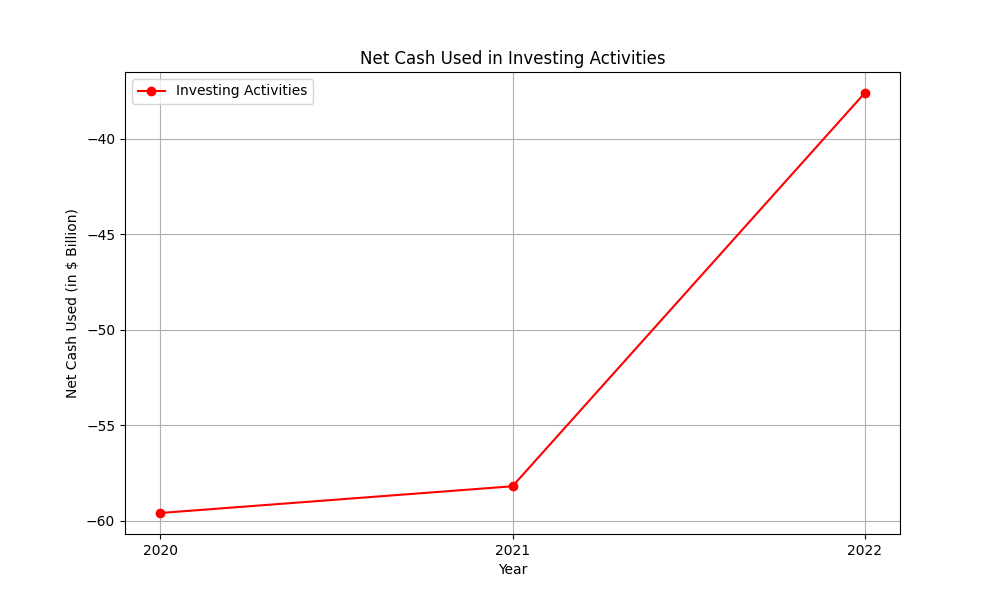 Net Cash Used in Investing Activities
Investing Activities
Net Cash Used (in $ Billion)
−40
−45
−50
−55
−60
2020 2021 2022
Year